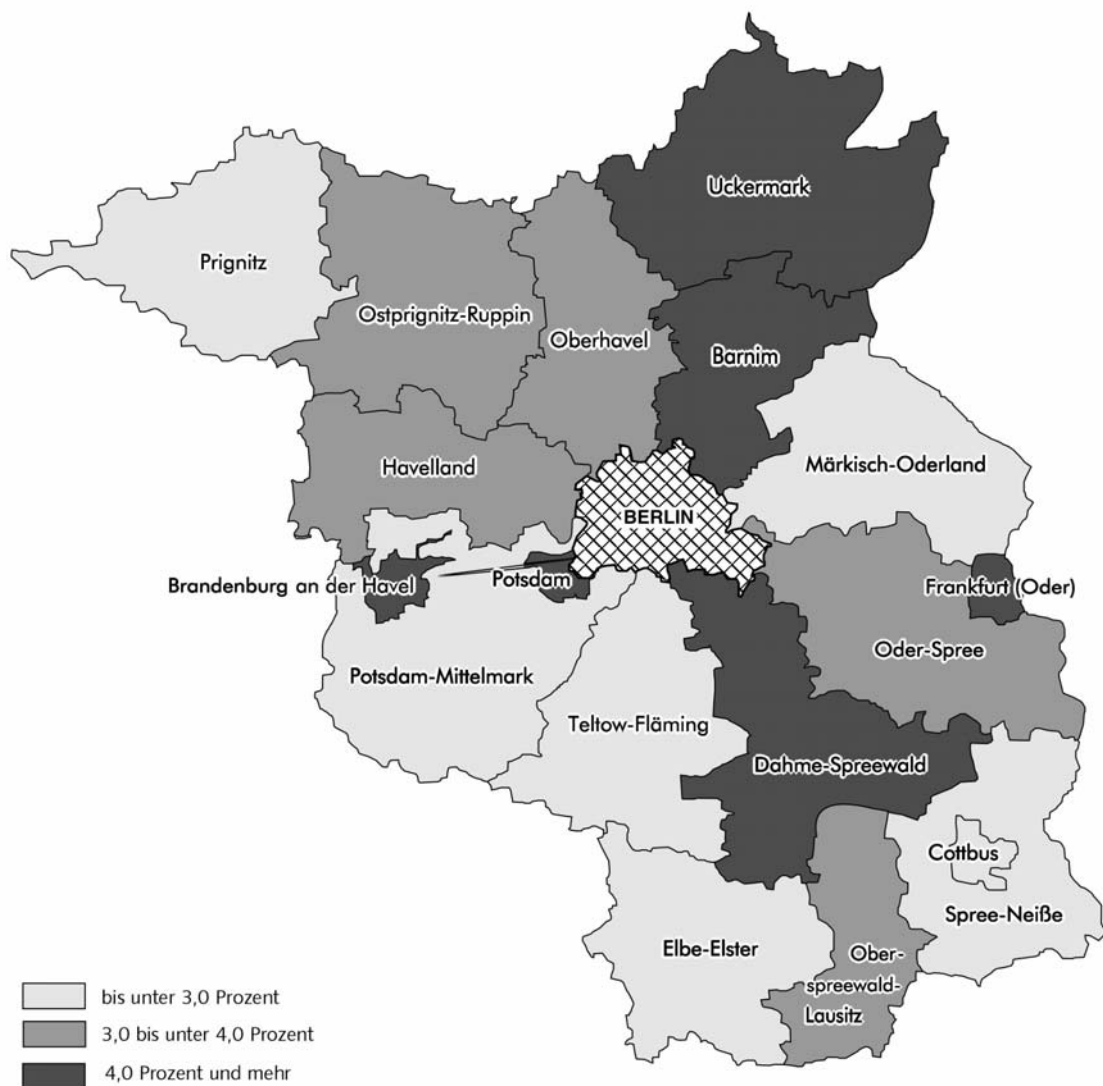 Uckermark
Prignitz
Ostprignitz-Ruppin
Oberhavel
Barnim
Havelland
Märkisch-Oderland
BERLIN
Brandenburg an der Havel
Potsdam
Frankfurt (Oder)
Oder-Spree
Potsdam-Mittelmark
Teltow-Fläming
Dahme-Spreewald
Cottbus
Spree-Neiße
Elbe-Elster
Ober-
spreewald-
Lausitz
bis unter 3,0 Prozent
3,0 bis unter 4,0 Prozent
4,0 Prozent und mehr